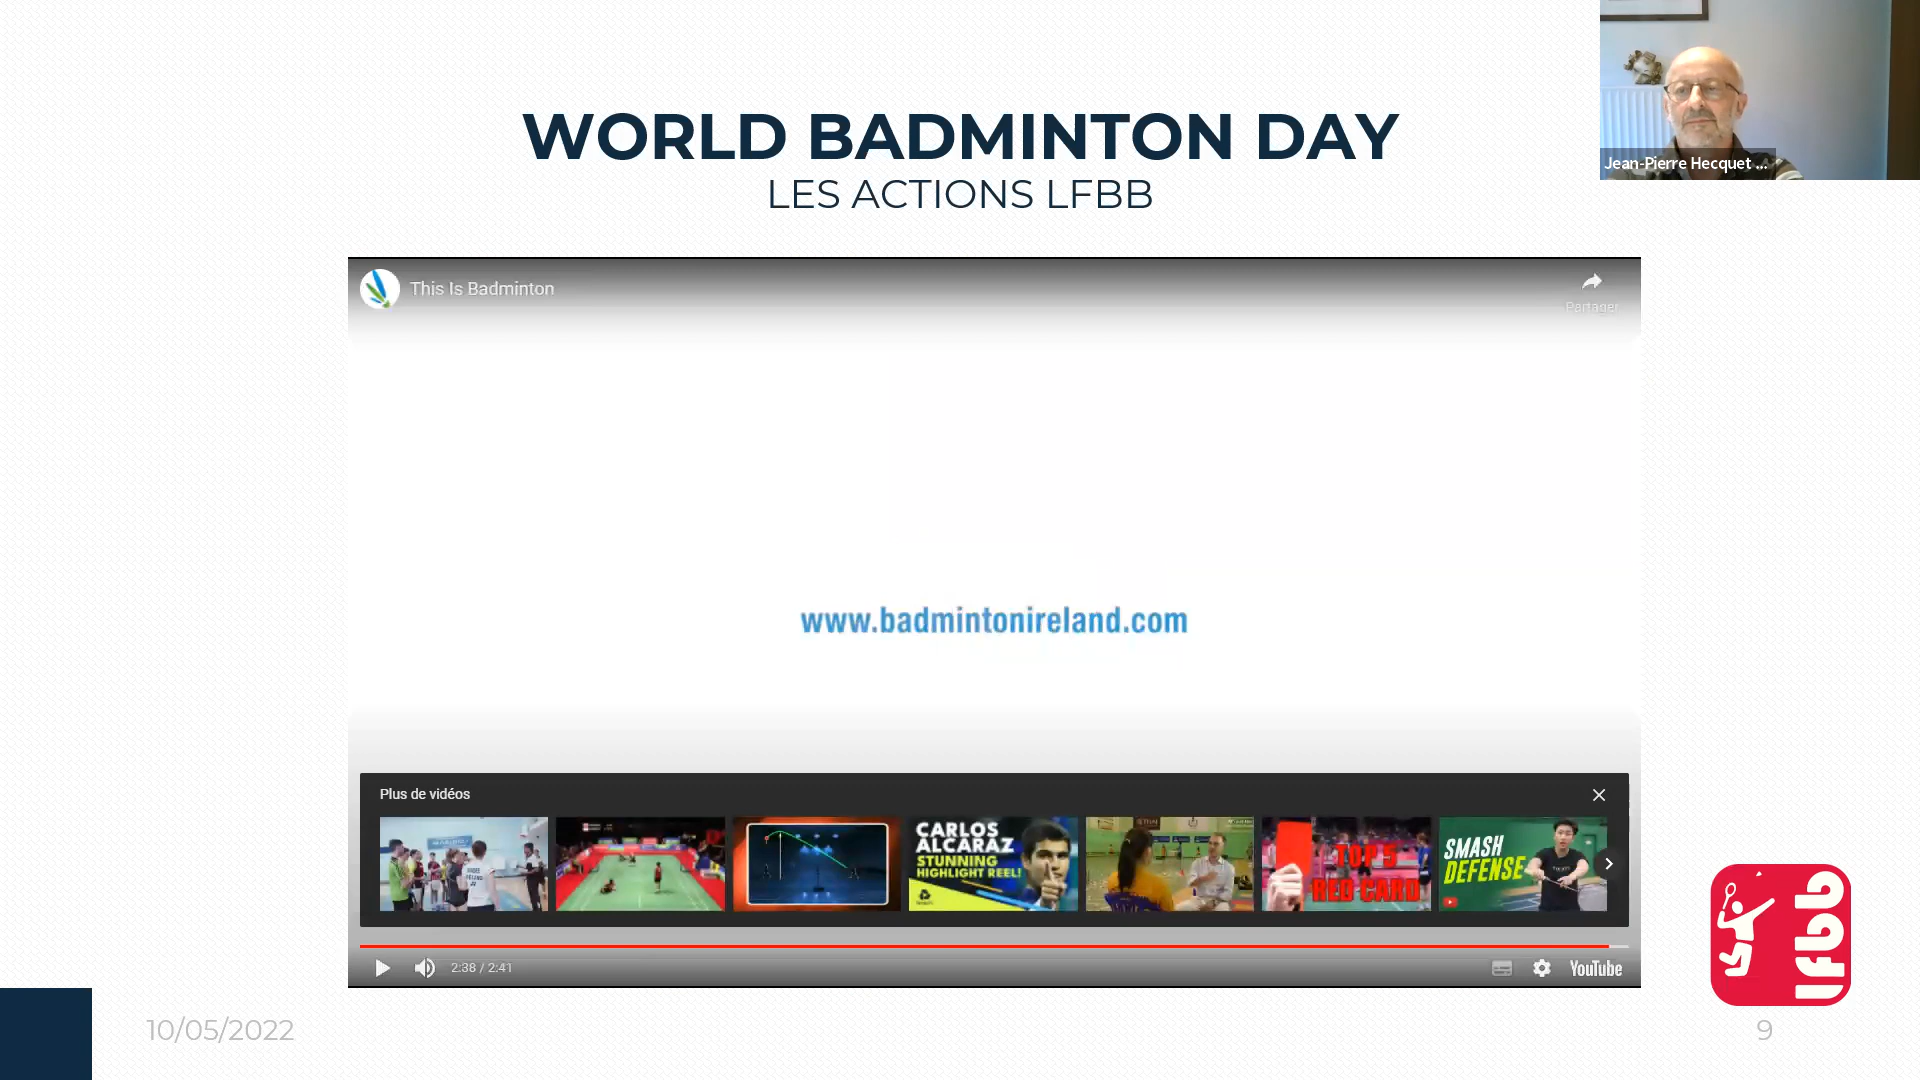 WORLD BADMINTON DAY
LES ACTIONS LFBB
Jean-Pierre Hecquet ...
This Is Badminton
Partager
www.badmintonireland.com
Plus de vidéos
CARLOS
ALCARAZ
STUNNING
HIGHLIGHT REEL!
TOP 5
RED CARD
SMASH
DEFENSE
2:38 / 2:41
YouTube
lfbb
10/05/2022
9